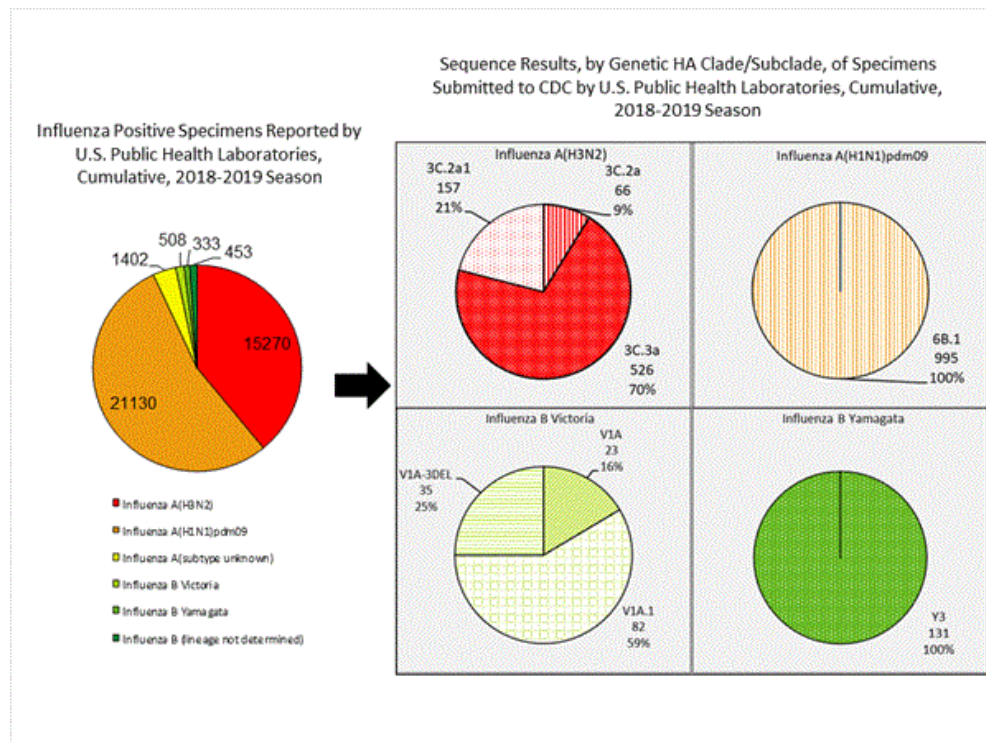 Sequence Results, by Genetic HA Clade/Subclade, of Specimens
Submitted to CDC by U.S. Public Health Laboratories, Cumulative,
2018-2019 Season
Influenza Positive Specimens Reported by
U.S. Public Health Laboratories,
Cumulative, 2018-2019 Season
1402
508
333
453
15270
21130
Influenza A(H3N2)
Influenza A(H1N1)pdm09
Influenza A(subtype unknown)
Influenza B Victoria
Influenza B Yamagata
Influenza B (lineage not determined)
Influenza A(H3N2)
3C.2a1
157
21%
3C.2a
66
9%
3C.3a
526
70%
Influenza A(H1N1)pdm09
6B.1
995
100%
Influenza B Victoria
V1A-3DEL
35
25%
V1A
23
16%
V1A.1
82
59%
Influenza B Yamagata
Y3
131
100%